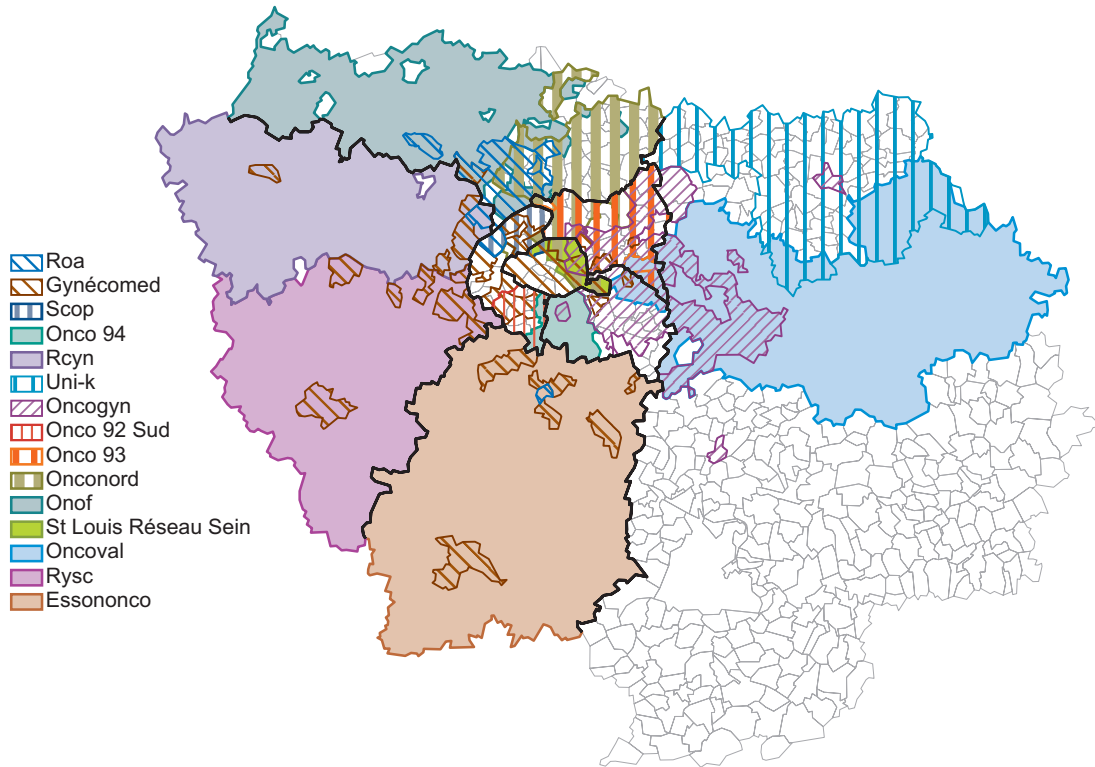 Roa
Gynécomed
Scop
Onco 94
Rcyn
Uni-k
Oncogyn
Onco 92 Sud
Onco 93
Onconord
Onof
St Louis Réseau Sein
Oncoval
Rysc
Essononco